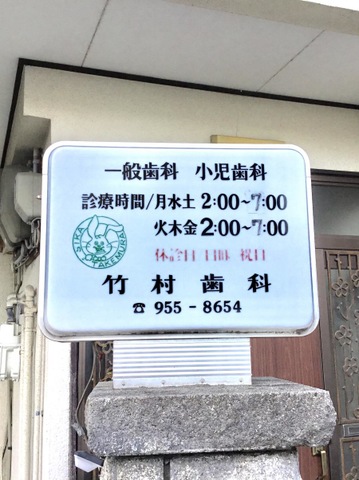 一般歯科 小児歯科
診療時間/月水土 2:00~7:00
火木金 2:00~7:00
休診日 日曜 祝日
SIKA TAKEMURA
竹村歯科
☎ 955-8654